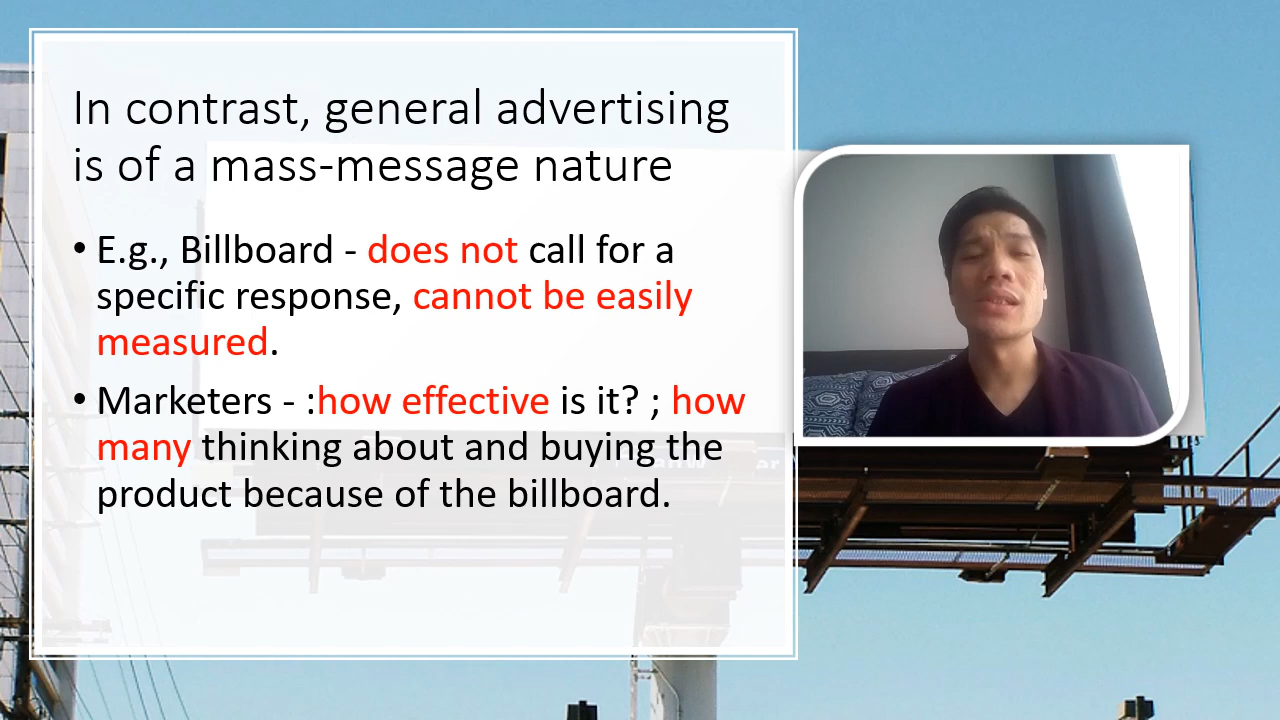 In contrast, general advertising
is of a mass-message nature
• E.g., Billboard - does not call for a
specific response, cannot be easily
measured.
• Marketers - :how effective is it? ; how
many thinking about and buying the
product because of the billboard.